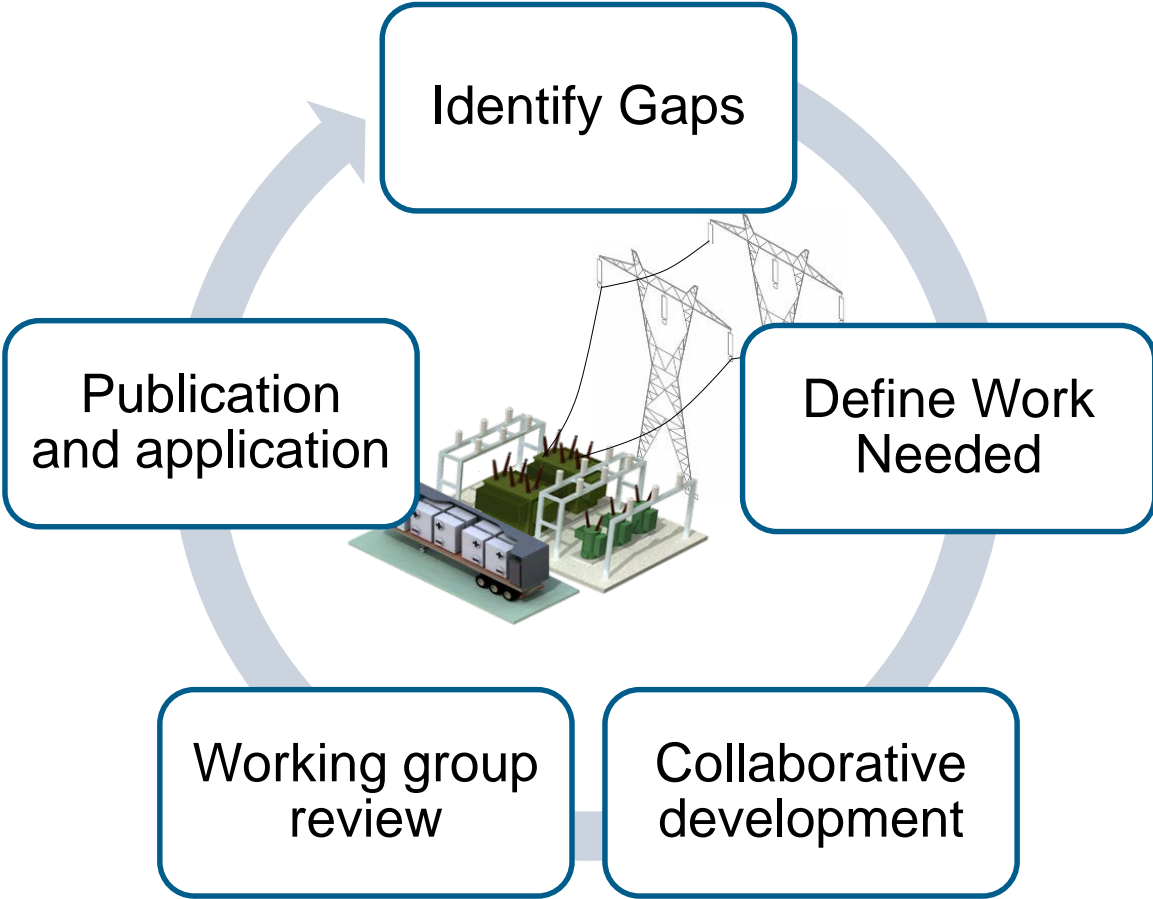 Identify Gaps
Define Work
Needed
Collaborative
development
Working group
review
Publication
and application